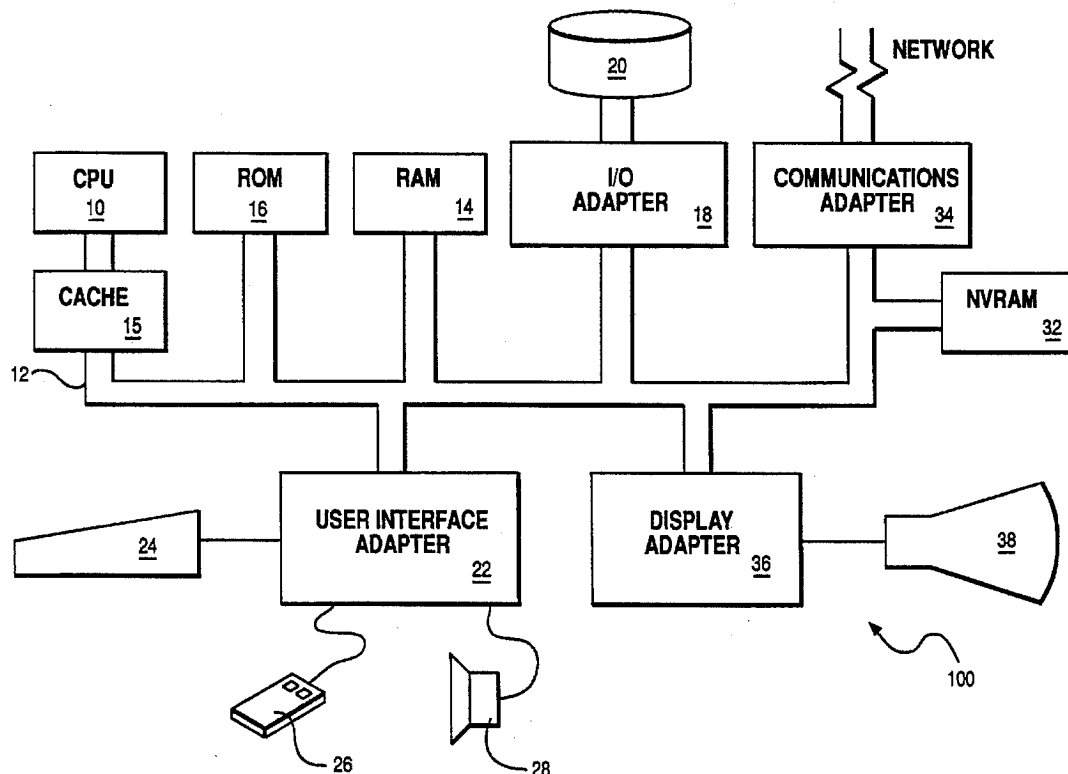 20
NETWORK
CPU
10
ROM
16
RAM
14
I/O
ADAPTER
18
COMMUNICATIONS
ADAPTER
34
CACHE
15
NVRAM
32
12
24
USER INTERFACE
ADAPTER
22
DISPLAY
ADAPTER
36
38
100
26
28